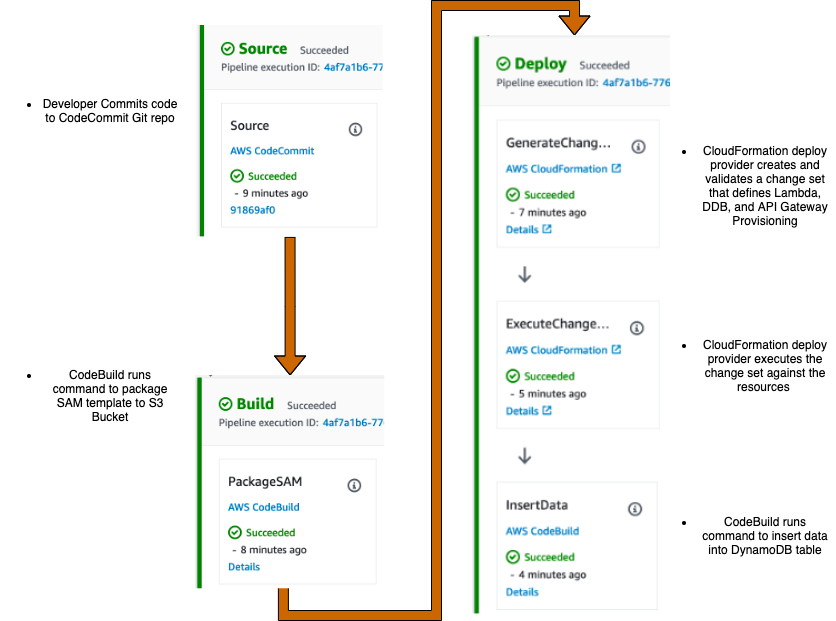 Source Succeeded
Pipeline execution ID: 4af7a1b6-77
• Developer Commits code
to CodeCommit Git repo
Source
AWS CodeCommit
Succeeded
- 9 minutes ago
91869af0
• CodeBuild runs
command to package
SAM template to S3
Bucket
Build Succeeded
Pipeline execution ID: 4af7a1b6-77
PackageSAM
AWS CodeBuild
Succeeded
- 8 minutes ago
Details
Deploy Succeeded
Pipeline execution ID: 4af7a1b6-776
GenerateChang...
AWS CloudFormation
Succeeded
- 7 minutes ago
Details
• CloudFormation deploy
provider creates and
validates a change set
that defines Lambda,
DDB, and API Gateway
Provisioning
ExecuteChange...
AWS CloudFormation
Succeeded
- 5 minutes ago
Details
• CloudFormation deploy
provider executes the
change set against the
resources
InsertData
AWS CodeBuild
Succeeded
- 4 minutes ago
Details
• CodeBuild runs
command to insert data
into DynamoDB table